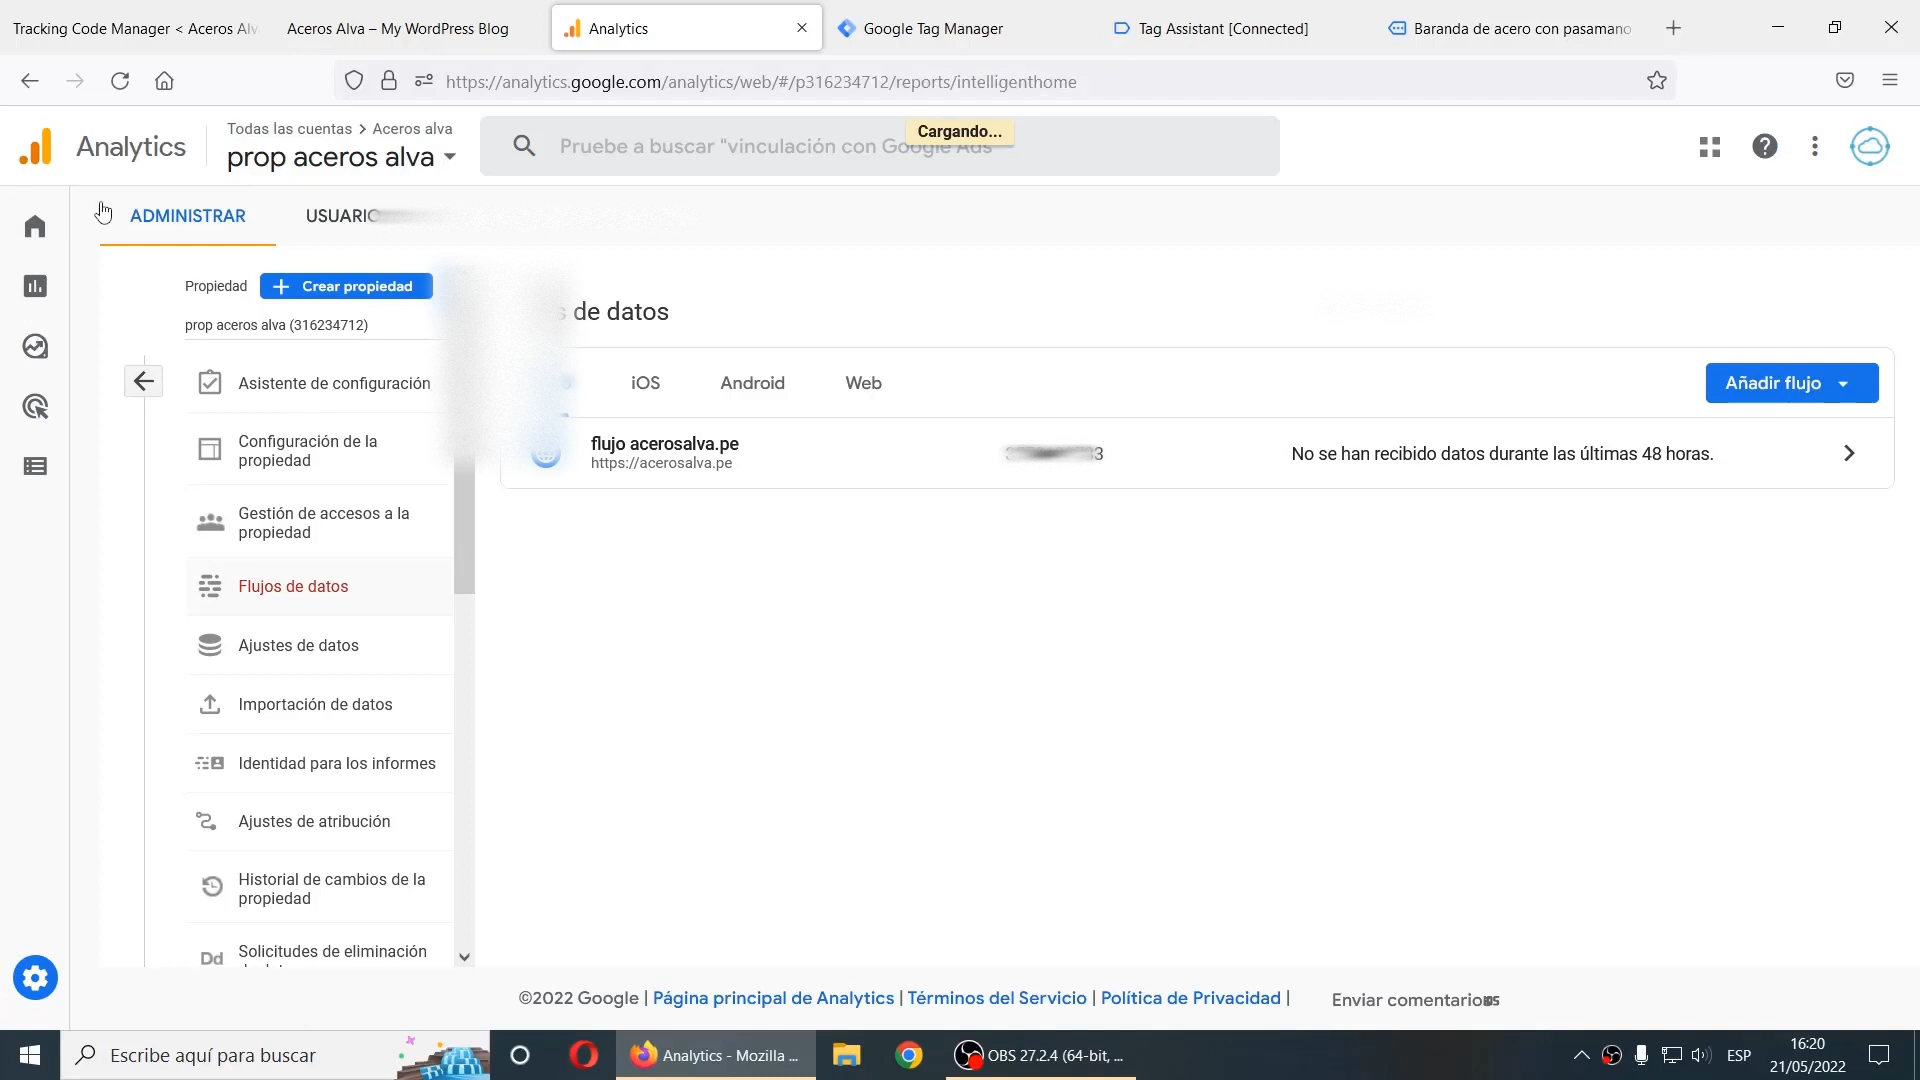 Tracking Code Manager < Aceros Alv
Aceros Alva – My WordPress Blog
Analytics
Google Tag Manager
Tag Assistant [Connected]
Baranda de acero con pasamano
https://analytics.google.com/analytics/web/#/p316234712/reports/intelligenthome
Analytics
Todas las cuentas > Aceros alva
prop aceros alva
Pruebe a buscar "vinculación con Google Ads"
Cargando...
ADMINISTRAR
USUARIO
Propiedad
+ Crear propiedad
prop aceros alva (316234712)
Asistente de configuración
Configuración de la
propiedad
Gestión de accesos a la
propiedad
Flujos de datos
Ajustes de datos
Importación de datos
Identidad para los informes
Ajustes de atribución
Historial de cambios de la
propiedad
Dd Solicitudes de eliminación
s de datos
iOS
Android
Web
Añadir flujo
flujo acerosalva.pe
https://acerosalva.pe
3
No se han recibido datos durante las últimas 48 horas.
©2022 Google | Página principal de Analytics | Términos del Servicio | Política de Privacidad |
Enviar comentarios
Escribe aquí para buscar
Analytics - Mozilla ...
OBS 27.2.4 (64-bit, ...
ESP
16:20
21/05/2022